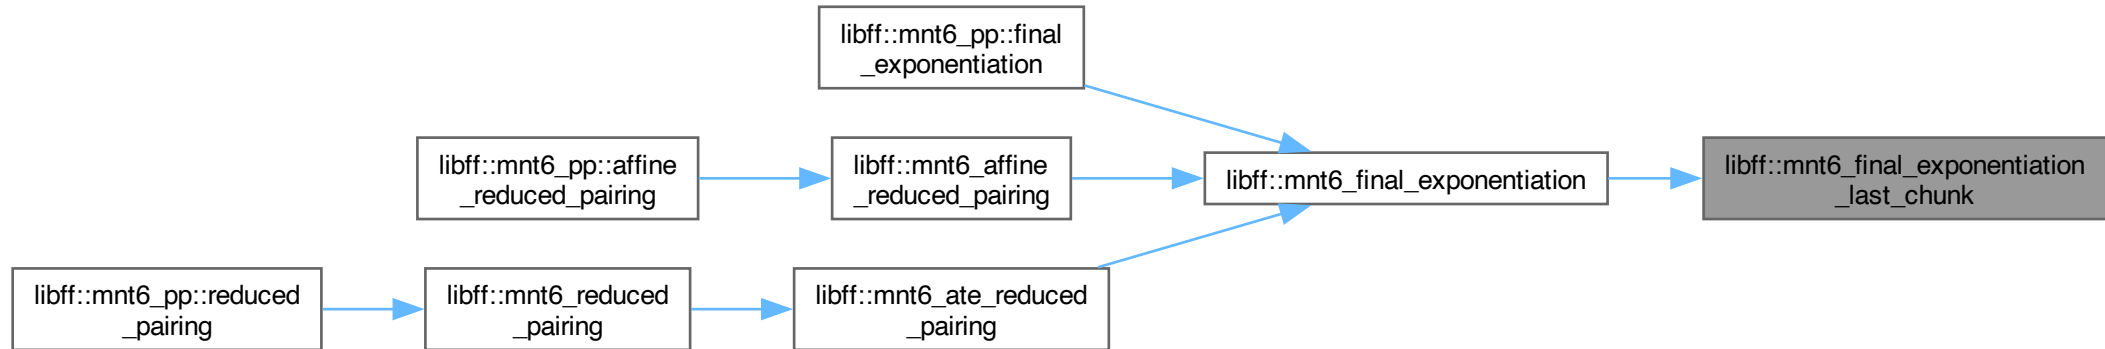 libff::mnt6_pp::final
_exponentiation
libff::mnt6_pp::affine
_reduced_pairing
libff::mnt6_affine
_reduced_pairing
libff::mnt6_final_exponentiation
libff::mnt6_final_exponentiation
_last_chunk
libff::mnt6_pp::reduced
_pairing
libff::mnt6_reduced
_pairing
libff::mnt6_ate_reduced
_pairing